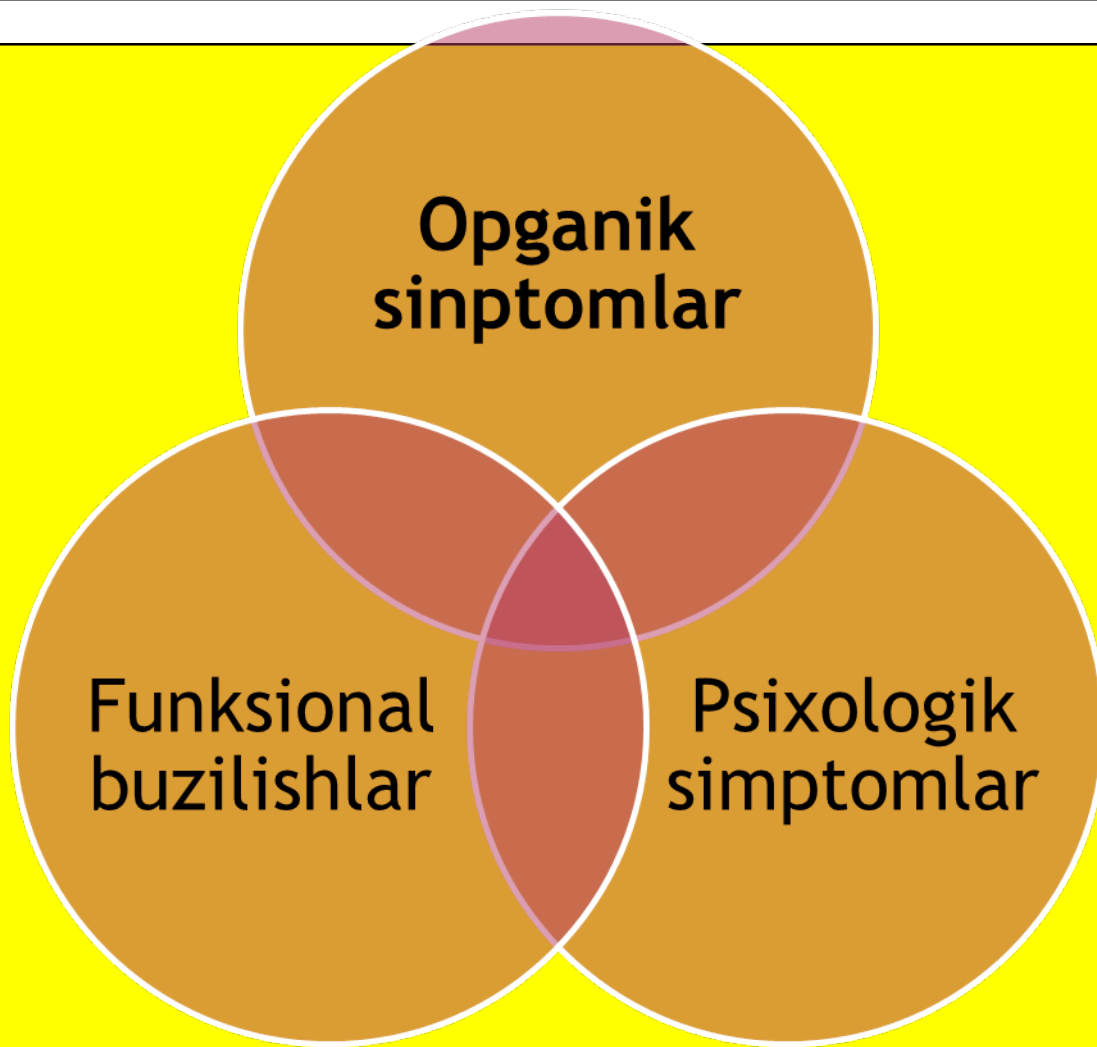 Opganik
sinptomlar
Funksional
buzilishlar
Psixologik
simptomlar